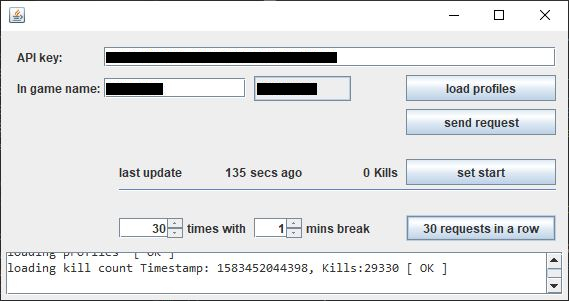 API key:
In game name:
load profiles
send request
last update 135 secs ago 0 Kills set start
30 times with 1 mins break 30 requests in a row
loading profiles [ OK ]
loading kill count Timestamp: 1583452044398, Kills:29330 [ OK ]